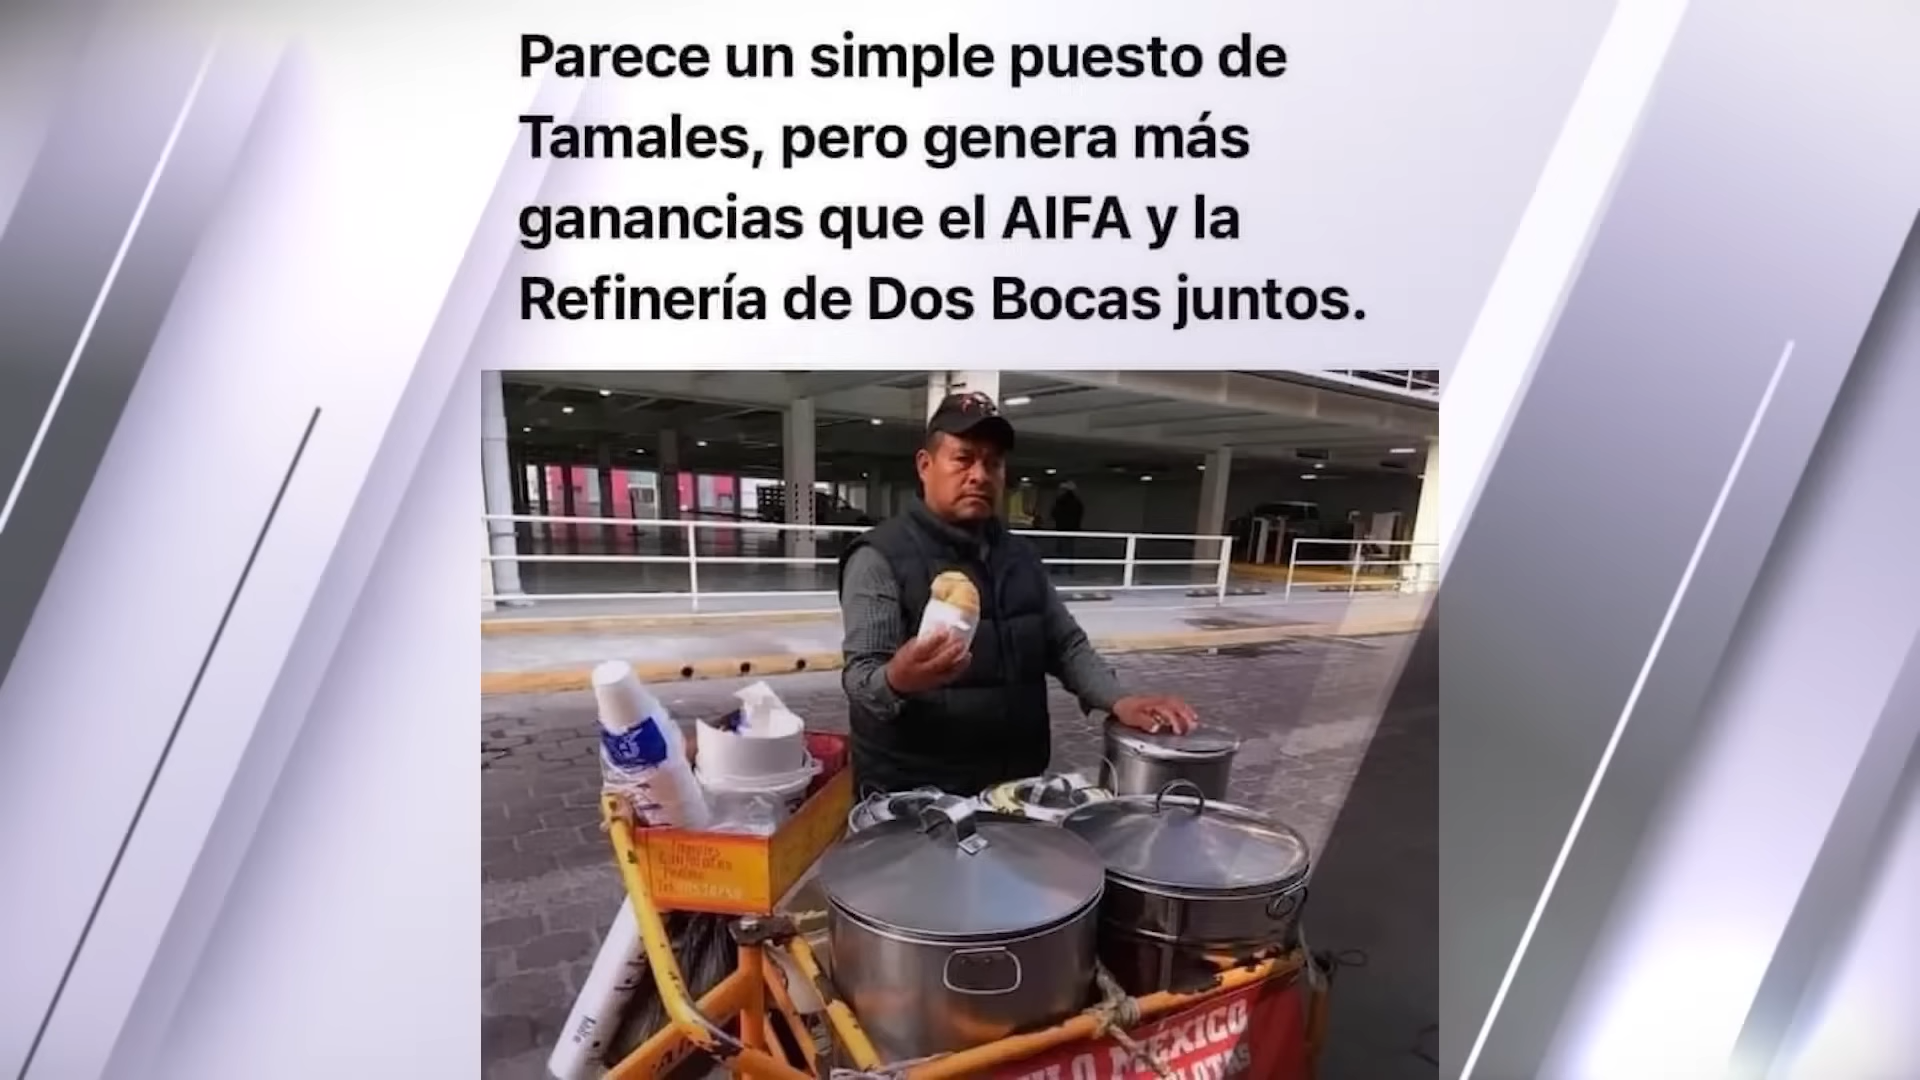 Parece un simple puesto de
Tamales, pero genera más
ganancias que el AIFA y la
Refinería de Dos Bocas juntos.
Tamales
MÉXICO